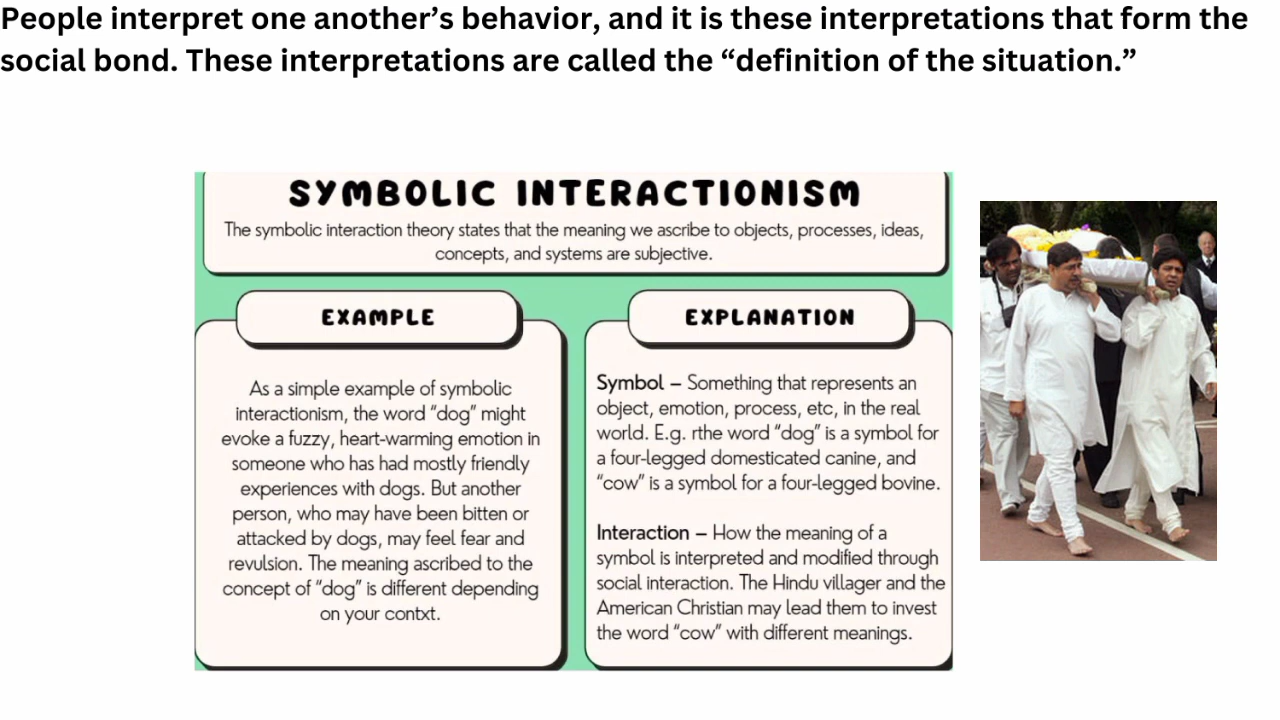 People interpret one another’s behavior, and it is these interpretations that form the
social bond. These interpretations are called the “definition of the situation.”
SYMBOLIC INTERACTIONISM
The symbolic interaction theory states that the meaning we ascribe to objects, processes, ideas,
concepts, and systems are subjective.
EXAMPLE
As a simple example of symbolic
interactionism, the word “dog” might
evoke a fuzzy, heart-warming emotion in
someone who has had mostly friendly
experiences with dogs. But another
person, who may have been bitten or
attacked by dogs, may feel fear and
revulsion. The meaning ascribed to the
concept of “dog” is different depending
on your contxt.
EXPLANATION
Symbol – Something that represents an
object, emotion, process, etc, in the real
world. E.g. rthe word “dog” is a symbol for
a four-legged domesticated canine, and
“cow” is a symbol for a four-legged bovine.
Interaction – How the meaning of a
symbol is interpreted and modified through
social interaction. The Hindu villager and the
American Christian may lead them to invest
the word “cow” with different meanings.